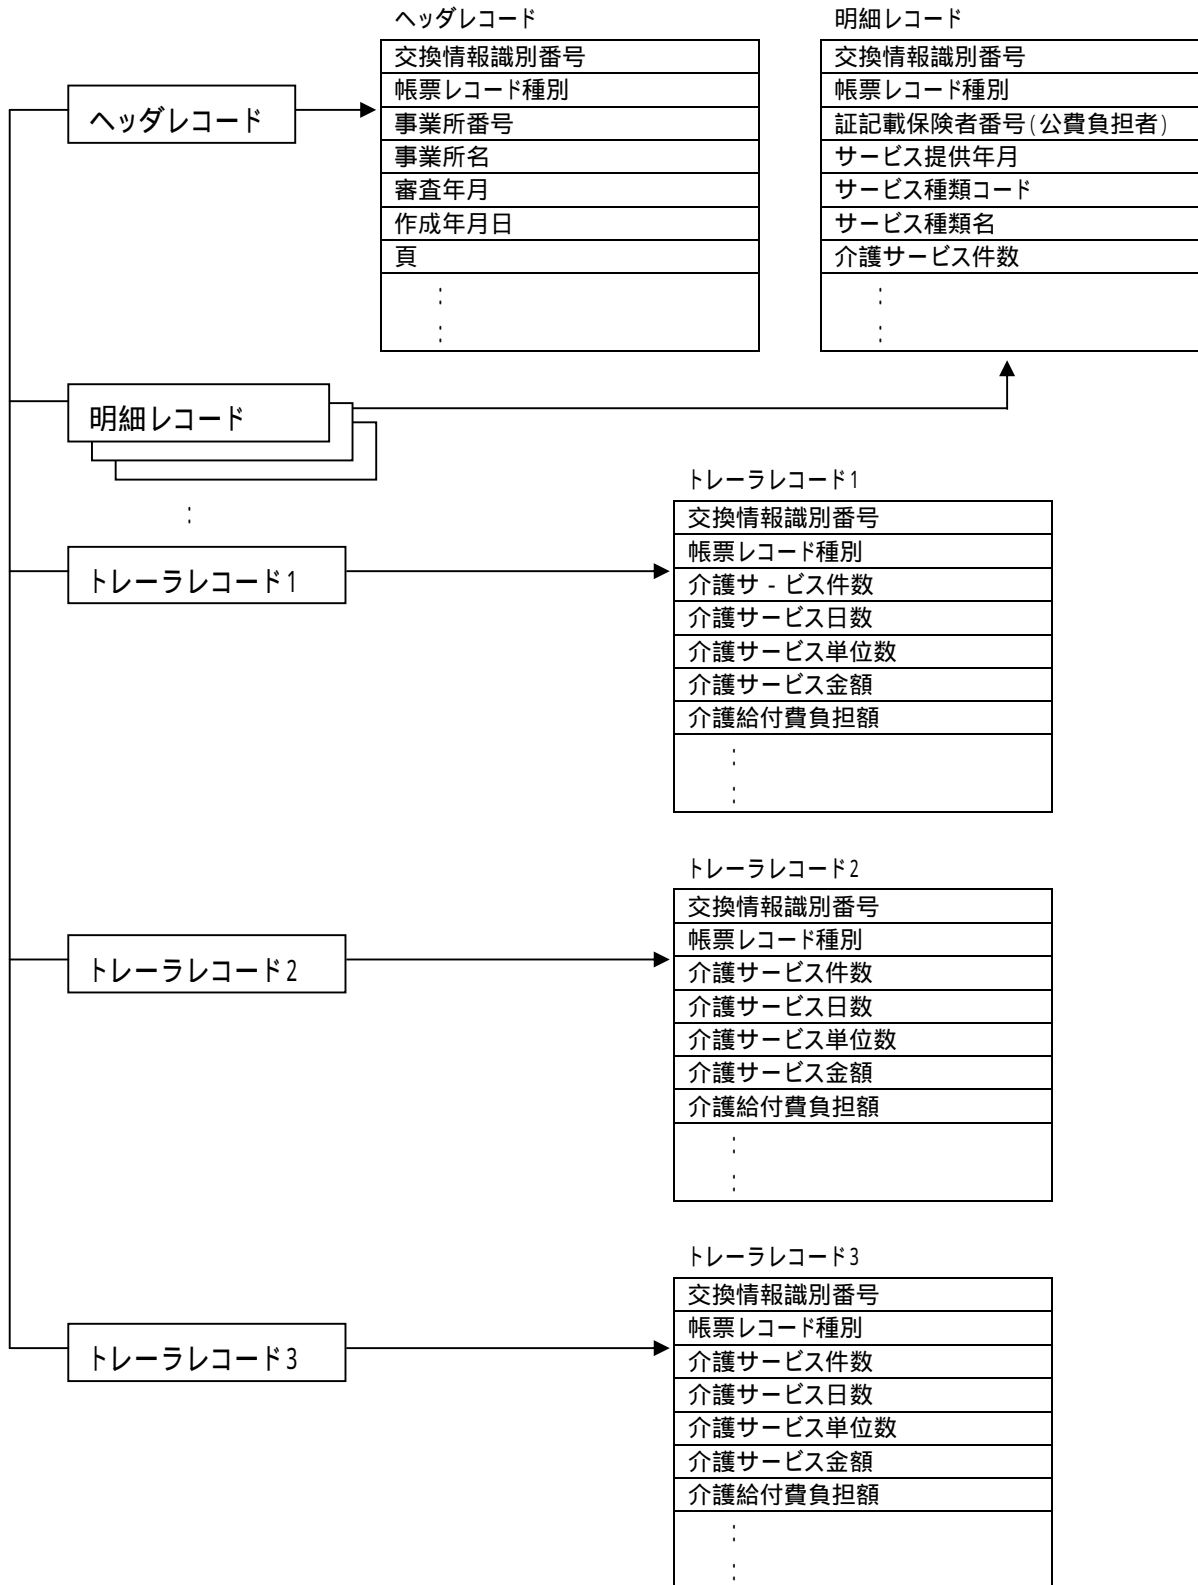 ヘッダレコード
交換情報識別番号
帳票レコード種別
事業所番号
事業所名
審査年月
作成年月日
頁
:
:
明細レコード
交換情報識別番号
帳票レコード種別
証記載保険者番号(公費負担者)
サービス提供年月
サービス種類コード
サービス種類名
介護サービス件数
:
:
ヘッダレコード
明細レコード
:
トレーラレコード1
トレーラレコード1
交換情報識別番号
帳票レコード種別
介護サ-ビス件数
介護サービス日数
介護サービス単位数
介護サービス金額
介護給付費負担額
:
:
トレーラレコード2
トレーラレコード2
交換情報識別番号
帳票レコード種別
介護サービス件数
介護サービス日数
介護サービス単位数
介護サービス金額
介護給付費負担額
:
:
トレーラレコード3
トレーラレコード3
交換情報識別番号
帳票レコード種別
介護サービス件数
介護サービス日数
介護サービス単位数
介護サービス金額
介護給付費負担額
:
: